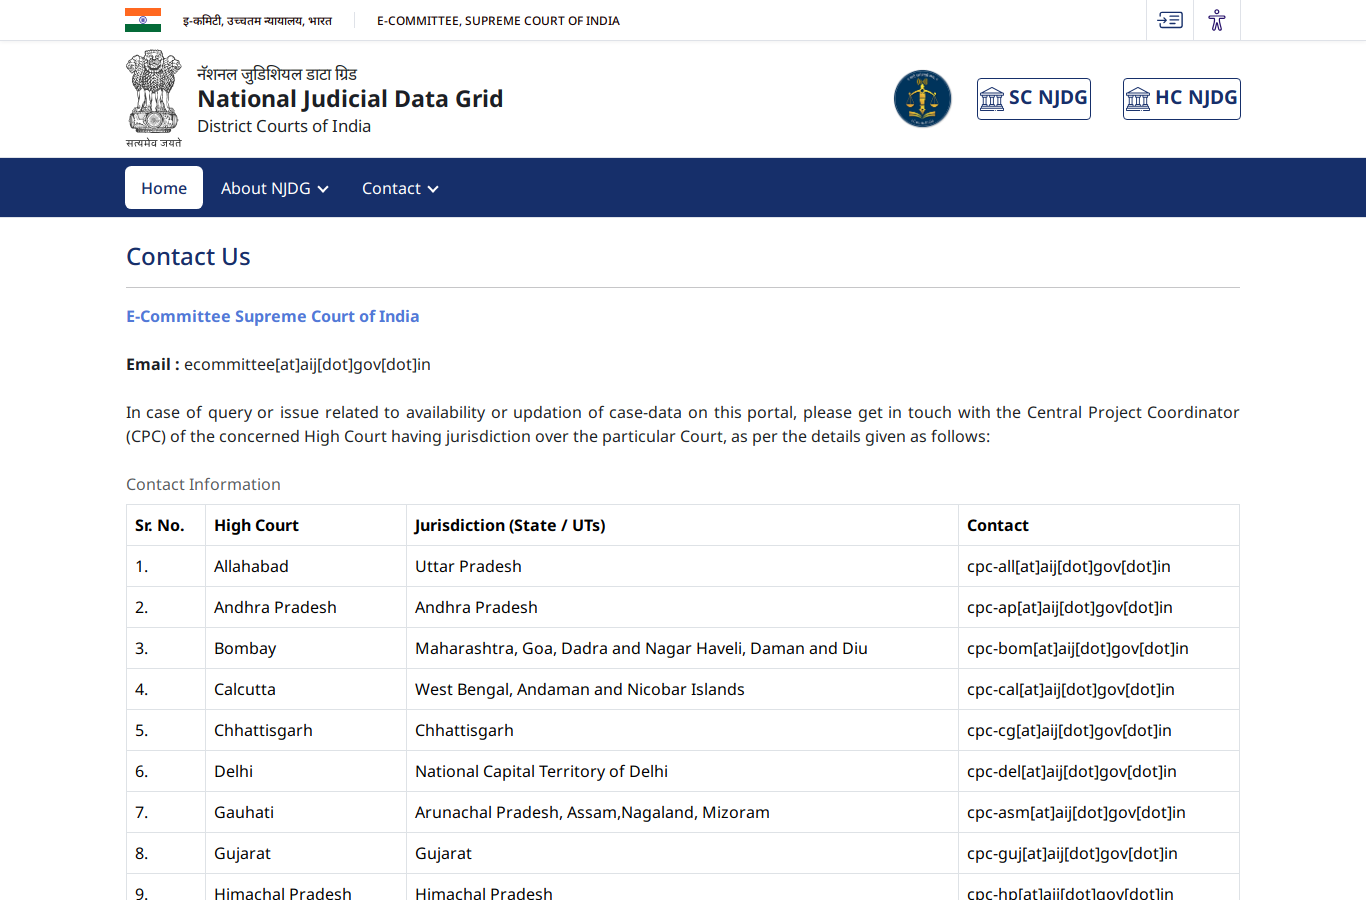 इ-कमिटी, उच्चतम न्यायालय, भारत
E-COMMITTEE, SUPREME COURT OF INDIA
नॅशनल जुडिशियल डाटा ग्रिड
National Judicial Data Grid
District Courts of India
सत्यमेव जयते
SC NJDG
HC NJDG
Home
About NJDG
Contact
Contact Us
E-Committee Supreme Court of India
Email : ecommittee[at]aij[dot]gov[dot]in
In case of query or issue related to availability or updation of case-data on this portal, please get in touch with the Central Project Coordinator
(CPC) of the concerned High Court having jurisdiction over the particular Court, as per the details given as follows:
Contact Information
Sr. No. High Court Jurisdiction (State / UTs) Contact
1. Allahabad Uttar Pradesh cpc-all[at]aij[dot]gov[dot]in
2. Andhra Pradesh Andhra Pradesh cpc-ap[at]aij[dot]gov[dot]in
3. Bombay Maharashtra, Goa, Dadra and Nagar Haveli, Daman and Diu cpc-bom[at]aij[dot]gov[dot]in
4. Calcutta West Bengal, Andaman and Nicobar Islands cpc-cal[at]aij[dot]gov[dot]in
5. Chhattisgarh Chhattisgarh cpc-cg[at]aij[dot]gov[dot]in
6. Delhi National Capital Territory of Delhi cpc-del[at]aij[dot]gov[dot]in
7. Gauhati Arunachal Pradesh, Assam,Nagaland, Mizoram cpc-asm[at]aij[dot]gov[dot]in
8. Gujarat Gujarat cpc-guj[at]aij[dot]gov[dot]in
9. Himachal Pradesh Himachal Pradesh cpc-hp[at]aij[dot]gov[dot]in